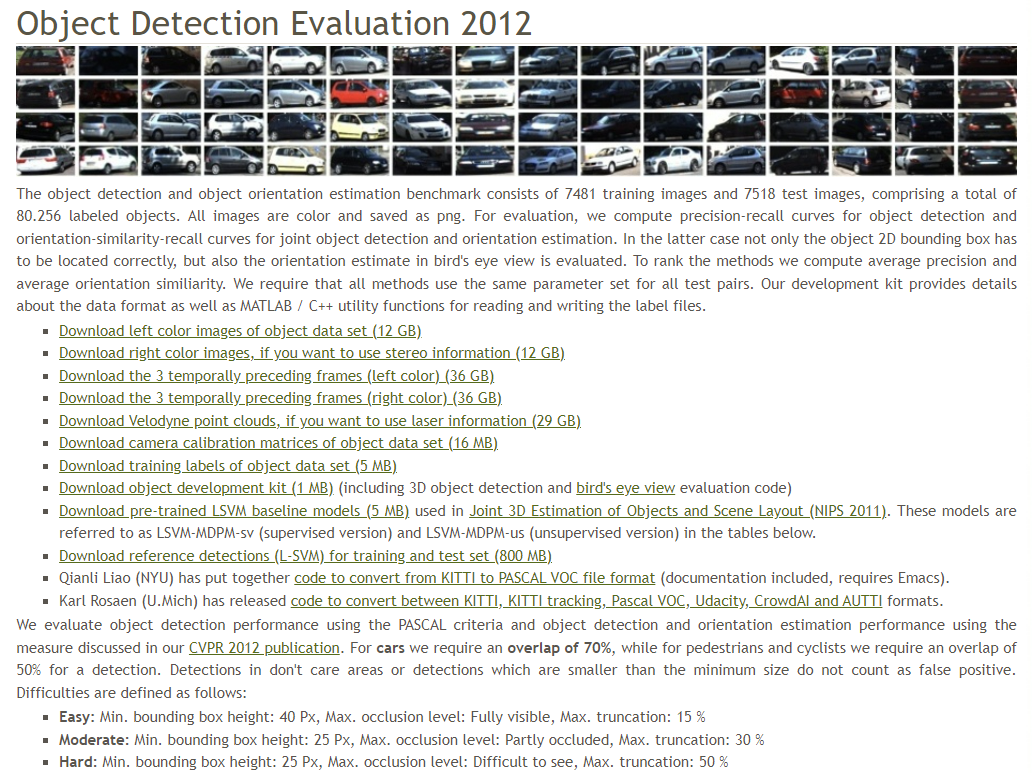 Object Detection Evaluation 2012
The object detection and object orientation estimation benchmark consists of 7481 training images and 7518 test images, comprising a total of
80.256 labeled objects. All images are color and saved as png. For evaluation, we compute precision-recall curves for object detection and
orientation-similarity-recall curves for joint object detection and orientation estimation. In the latter case not only the object 2D bounding box has
to be located correctly, but also the orientation estimate in bird's eye view is evaluated. To rank the methods we compute average precision and
average orientation similiarity. We require that all methods use the same parameter set for all test pairs. Our development kit provides details
about the data format as well as MATLAB / C++ utility functions for reading and writing the label files.
Download left color images of object data set (12 GB)
Download right color images, if you want to use stereo information (12 GB)
Download the 3 temporally preceding frames (left color) (36 GB)
Download the 3 temporally preceding frames (right color) (36 GB)
Download Velodyne point clouds, if you want to use laser information (29 GB)
Download camera calibration matrices of object data set (16 MB)
Download training labels of object data set (5 MB)
Download object development kit (1 MB) (including 3D object detection and bird's eye view evaluation code)
Download pre-trained LSVM baseline models (5 MB) used in Joint 3D Estimation of Objects and Scene Layout (NIPS 2011). These models are
referred to as LSVM-MDPM-sv (supervised version) and LSVM-MDPM-us (unsupervised version) in the tables below.
Download reference detections (L-SVM) for training and test set (800 MB)
Qianli Liao (NYU) has put together code to convert from KITTI to PASCAL VOC file format (documentation included, requires Emacs).
Karl Rosaen (U.Mich) has released code to convert between KITTI, KITTI tracking, Pascal VOC, Udacity, CrowdAI and AUTTI formats.
We evaluate object detection performance using the PASCAL criteria and object detection and orientation estimation performance using the
measure discussed in our CVPR 2012 publication. For cars we require an overlap of 70%, while for pedestrians and cyclists we require an overlap of
50% for a detection. Detections in don't care areas or detections which are smaller than the minimum size do not count as false positive.
Difficulties are defined as follows:
Easy: Min. bounding box height: 40 Px, Max. occlusion level: Fully visible, Max. truncation: 15 %
Moderate: Min. bounding box height: 25 Px, Max. occlusion level: Partly occluded, Max. truncation: 30 %
Hard: Min. bounding box height: 25 Px, Max. occlusion level: Difficult to see, Max. truncation: 50 %